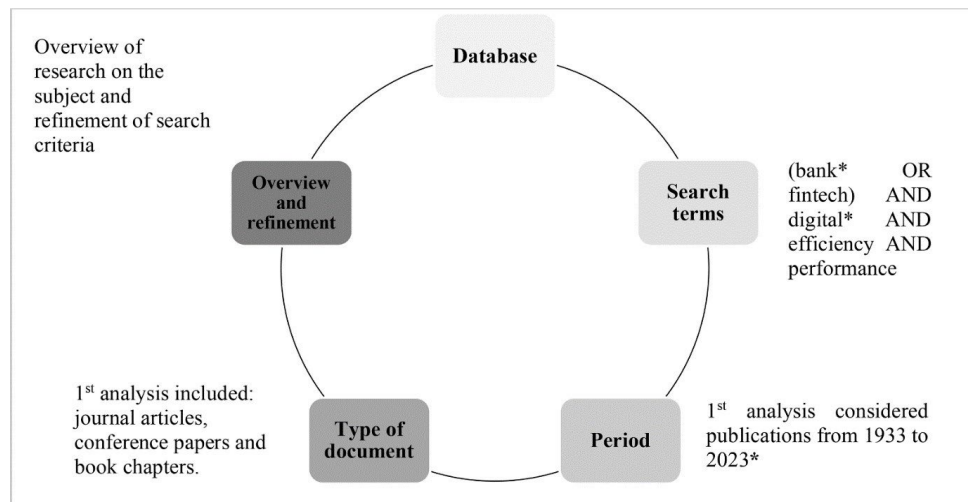 Database
Overview of
research on the
subject and
refinement of search
criteria
Overview
and
refinement
Search
terms
(bank* OR
fintech) AND
digital* AND
efficiency AND
performance
1st analysis included:
journal articles,
conference papers and
book chapters.
Type of
document
Period
1st analysis considered
publications from 1933 to
2023*